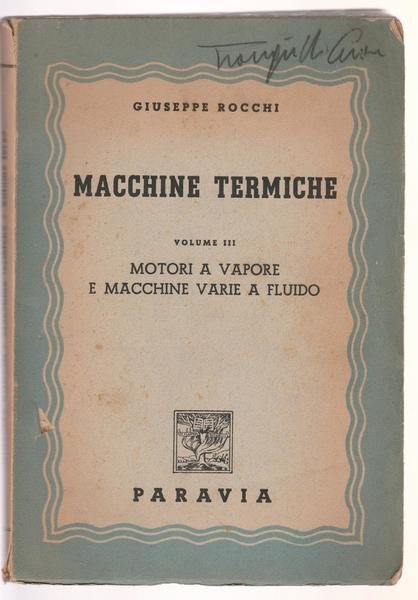 GIUSEPPE ROCCHI
MACCHINE TERMICHE
VOLUME III
MOTORI A VAPORE
E MACCHINE VARIE A FLUIDO
PARAVIA